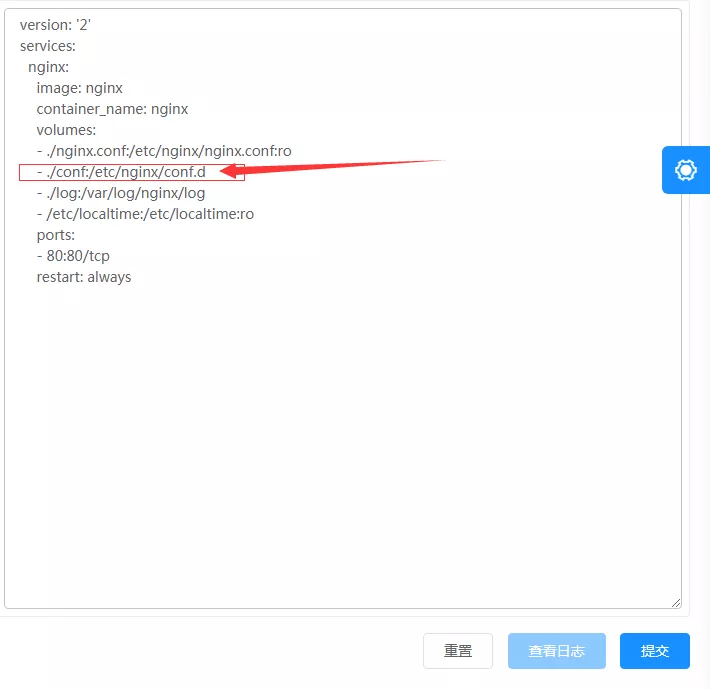 version: '2'
services:
nginx:
image: nginx
container_name: nginx
volumes:
- ./nginx.conf:/etc/nginx/nginx.conf:ro
- ./conf:/etc/nginx/conf.d
- ./log:/var/log/nginx/log
- /etc/localtime:/etc/localtime:ro
ports:
- 80:80/tcp
restart: always
重置 查看日志 提交